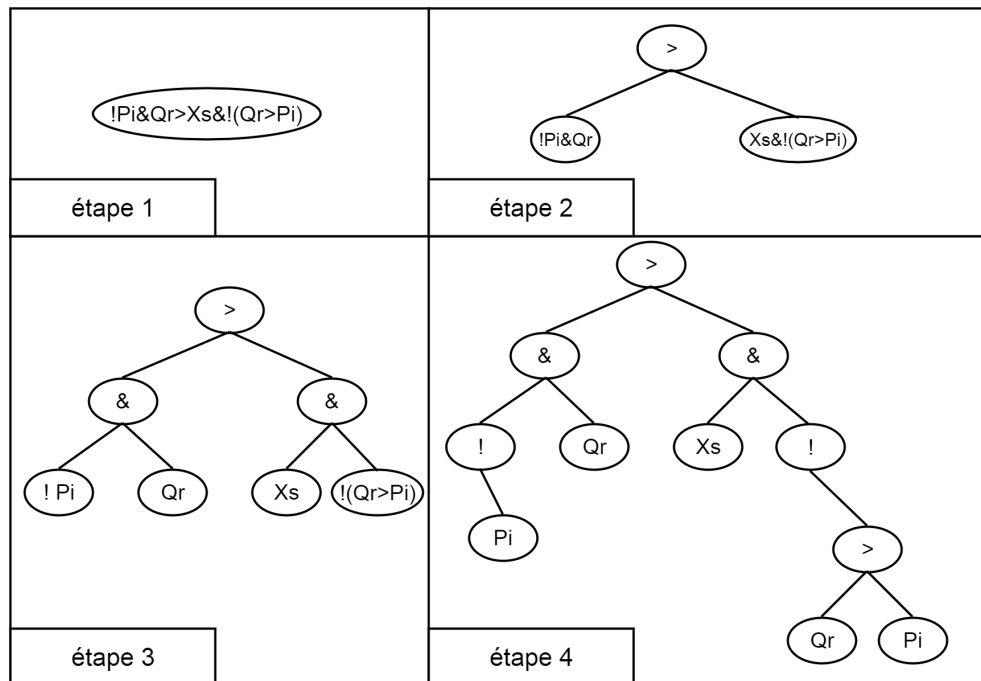 !Pi&Qr>Xs&!(Qr>Pi)
étape 1
>
!Pi&Qr
Xs&!(Qr>Pi)
étape 2
>
&
&
! Pi
Qr
Xs
!(Qr>Pi)
étape 3
>
&
&
!
Qr
Xs
!
Pi
>
Qr
Pi
étape 4